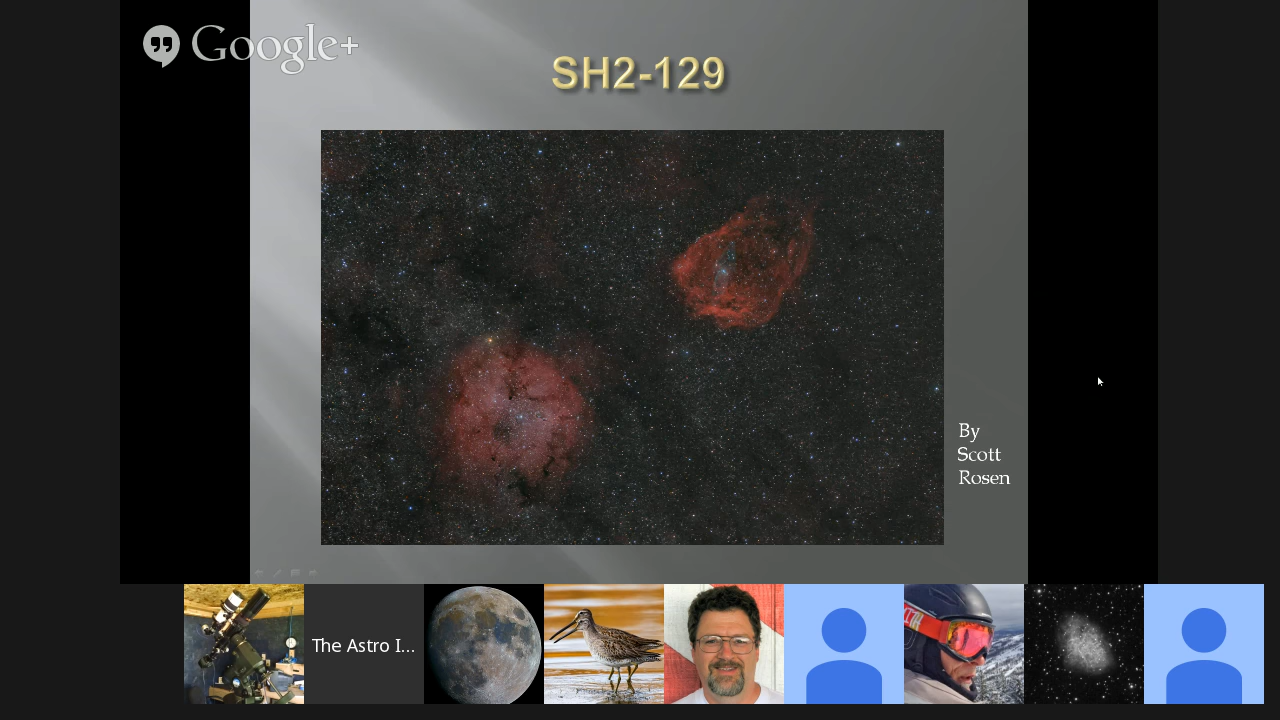 Google+
SH2-129
By
Scott
Rosen
The Astro I...